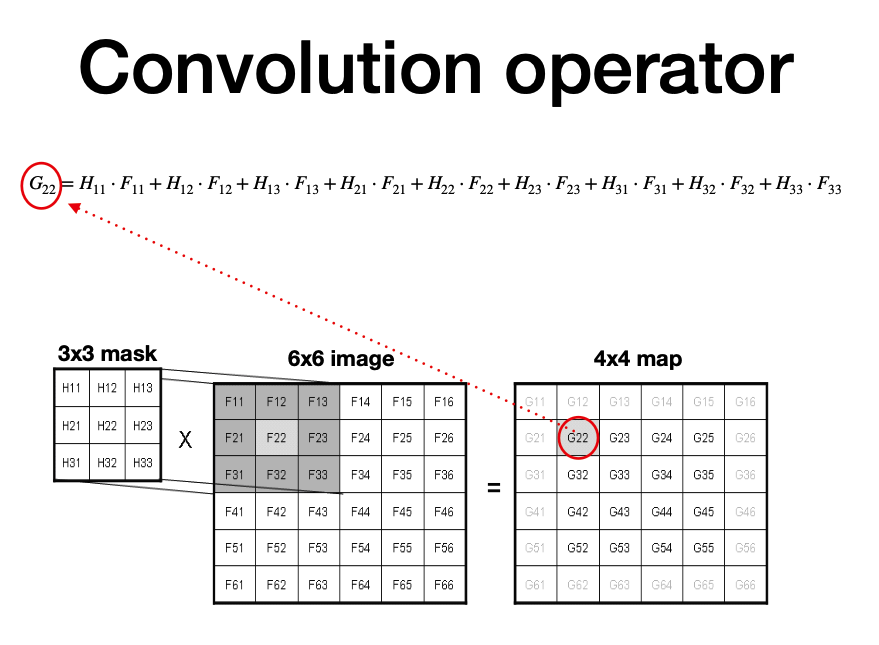 Convolution operator
G₂₂ = H₁₁ · F₁₁ + H₁₂ · F₁₂ + H₁₃ · F₁₃ + H₂₁ · F₂₁ + H₂₂ · F₂₂ + H₂₃ · F₂₃ + H₃₁ · F₃₁ + H₃₂ · F₃₂ + H₃₃ · F₃₃
3x3 mask
6x6 image
4x4 map
H11 H12 H13
H21 H22 H23
H31 H32 H33
X
F11 F12 F13 F14 F15 F16
F21 F22 F23 F24 F25 F26
F31 F32 F33 F34 F35 F36
F41 F42 F43 F44 F45 F46
F51 F52 F53 F54 F55 F56
F61 F62 F63 F64 F65 F66
=
G11 G12 G13 G14 G15 G16
G21 G22 G23 G24 G25 G26
G31 G32 G33 G34 G35 G36
G41 G42 G43 G44 G45 G46
G51 G52 G53 G54 G55 G56
G61 G62 G63 G64 G65 G66